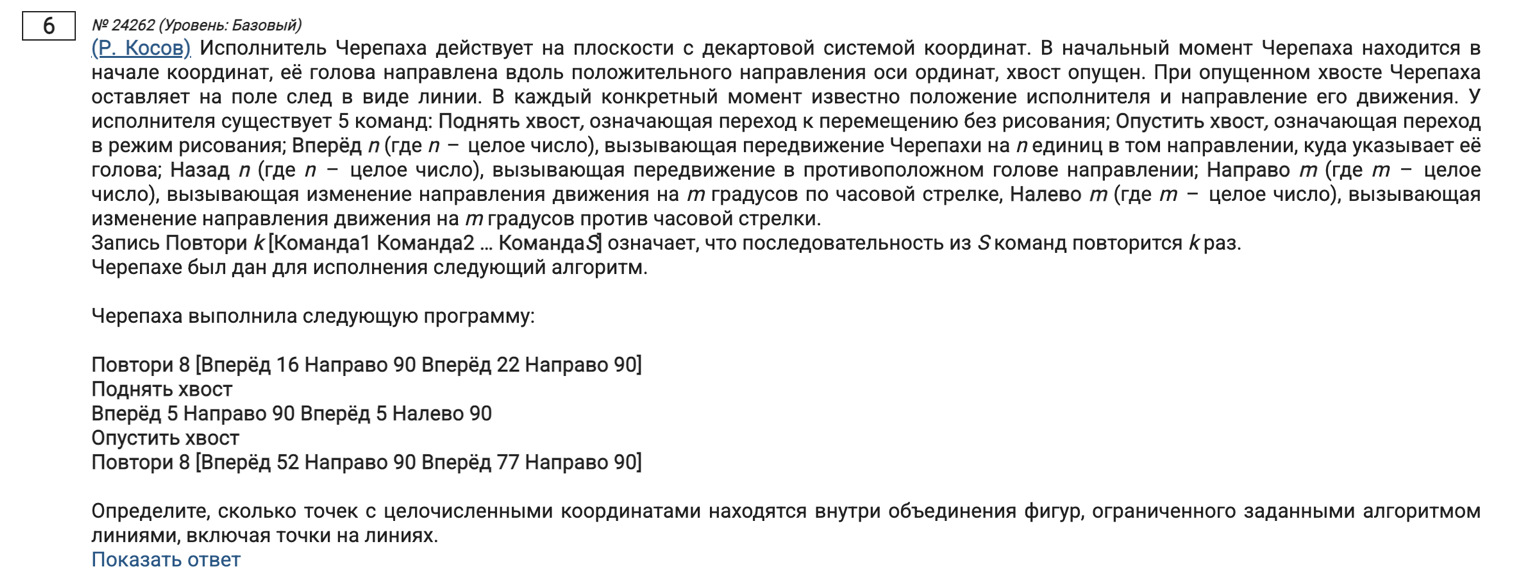 6
№ 24262 (Уровень: Базовый)
(Р. Косов) Исполнитель Черепаха действует на плоскости с декартовой системой координат. В начальный момент Черепаха находится в
начале координат, её голова направлена вдоль положительного направления оси ординат, хвост опущен. При опущенном хвосте Черепаха
оставляет на поле след в виде линии. В каждый конкретный момент известно положение исполнителя и направление его движения. У
исполнителя существует 5 команд: Поднять хвост, означающая переход к перемещению без рисования; Опустить хвост, означающая переход
в режим рисования; Вперёд n (где n – целое число), вызывающая передвижение Черепахи на n единиц в том направлении, куда указывает её
голова; Назад n (где n – целое число), вызывающая передвижение в противоположном голове направлении; Направо m (где m – целое
число), вызывающая изменение направления движения на m градусов по часовой стрелке, Налево m (где m – целое число), вызывающая
изменение направления движения на m градусов против часовой стрелки.
Запись Повтори k [Команда1 Команда2 … КомандаS] означает, что последовательность из S команд повторится k раз.
Черепахе был дан для исполнения следующий алгоритм.
Черепаха выполнила следующую программу:
Повтори 8 [Вперёд 16 Направо 90 Вперёд 22 Направо 90]
Поднять хвост
Вперёд 5 Направо 90 Вперёд 5 Налево 90
Опустить хвост
Повтори 8 [Вперёд 52 Направо 90 Вперёд 77 Направо 90]
Определите, сколько точек с целочисленными координатами находятся внутри объединения фигур, ограниченного заданными алгоритмом
линиями, включая точки на линиях.
Показать ответ